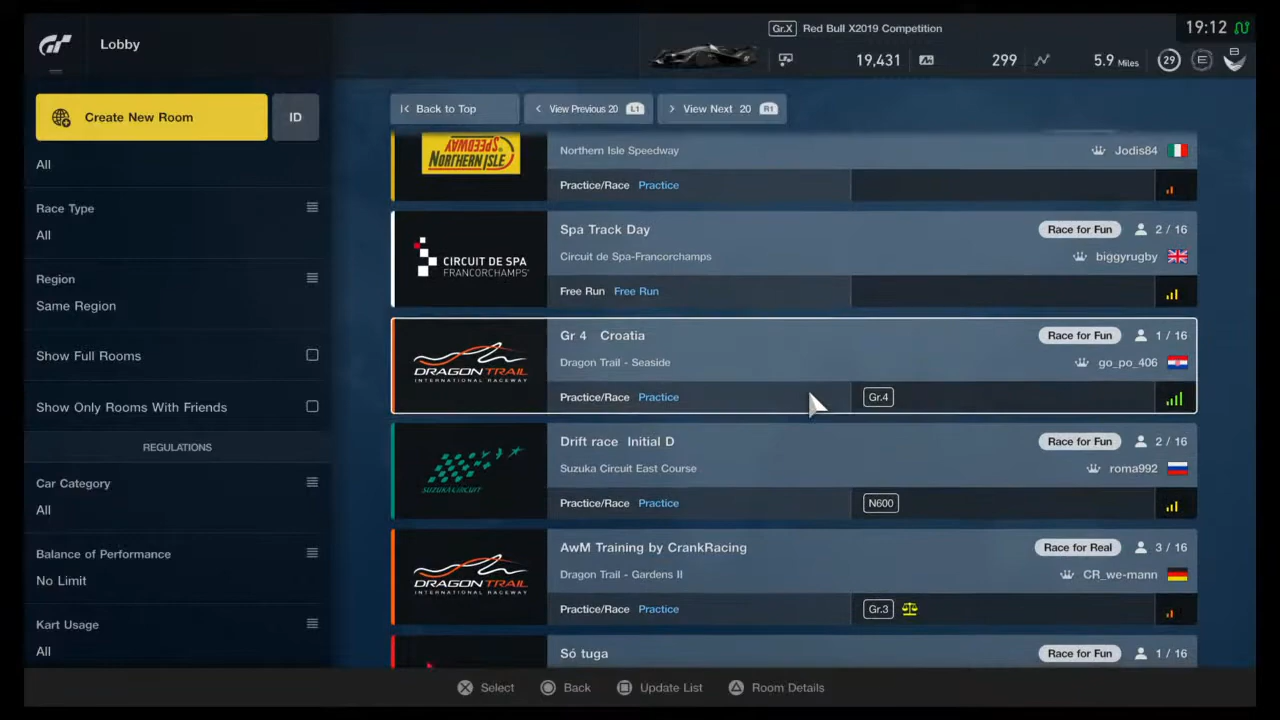 Gr.X Red Bull X2019 Competition
19:12
Lobby
19,431 299 5.9 Miles 29 E B
Create New Room ID
Back to Top View Previous 20 L1 View Next 20 R1
All
Race Type
All
Region
Same Region
Show Full Rooms
Show Only Rooms With Friends
REGULATIONS
Car Category
All
Balance of Performance
No Limit
Kart Usage
All
SPEEDWAY
NORTHERN ISLE
Northern Isle Speedway Jodis84
Practice/Race Practice
CIRCUIT DE SPA
FRANCORCHAMPS
Spa Track Day Race for Fun 2 / 16
Circuit de Spa-Francorchamps biggyrugby
Free Run Free Run
DRAGON TRAIL
INTERNATIONAL RACEWAY
Gr 4 Croatia Race for Fun 1 / 16
Dragon Trail - Seaside go_po_406
Practice/Race Practice Gr.4
SUZUKA CIRCUIT
Drift race Initial D Race for Fun 2 / 16
Suzuka Circuit East Course roma992
Practice/Race Practice N600
DRAGON TRAIL
INTERNATIONAL RACEWAY
AwM Training by CrankRacing Race for Real 3 / 16
Dragon Trail - Gardens II CR_we-mann
Practice/Race Practice Gr.3
Só tuga Race for Fun 1 / 16
Select Back Update List Room Details